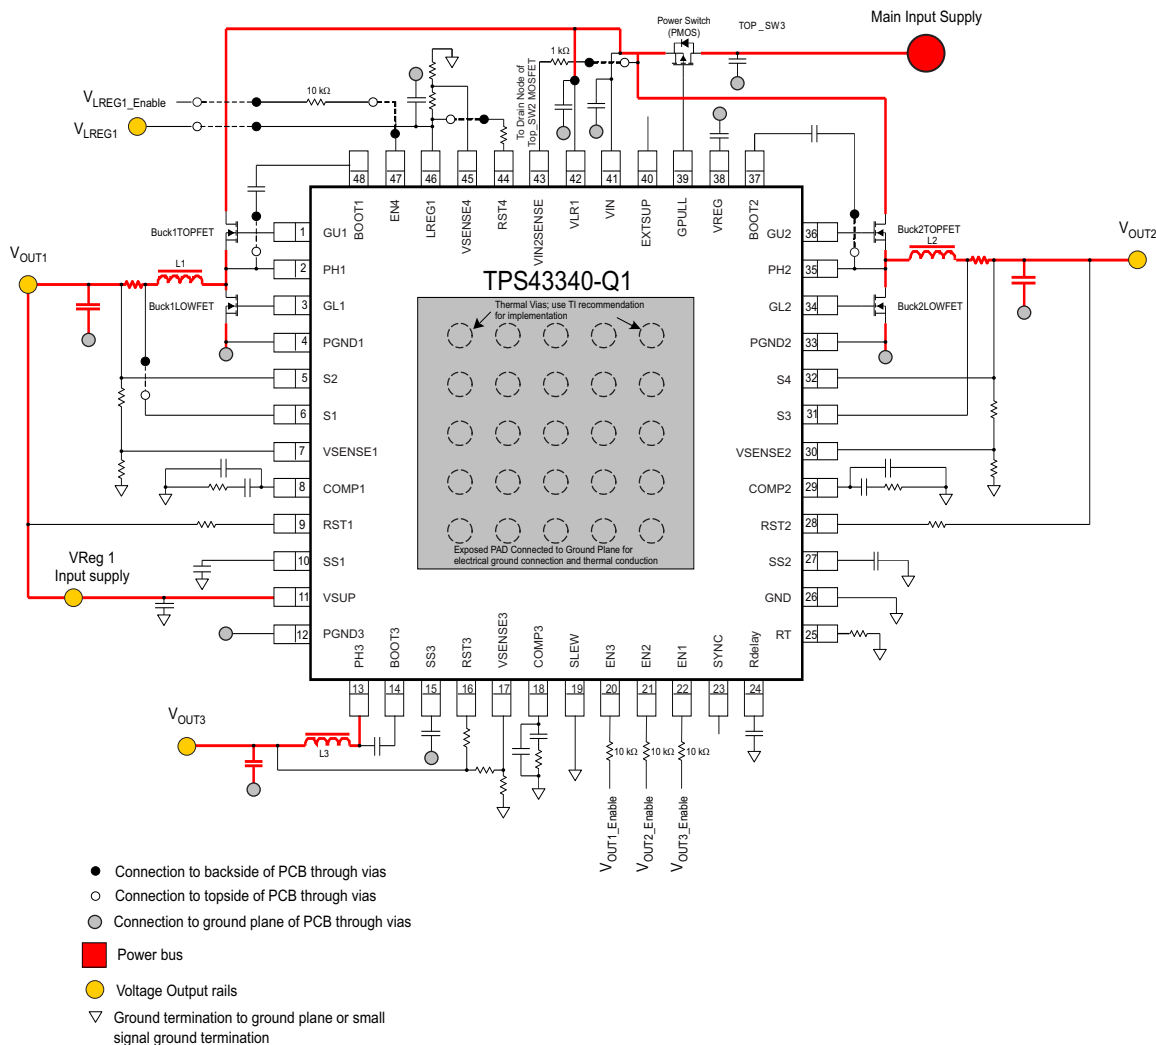 Main Input Supply
Power Switch
(PMOS)
TOP_SW3
1 kΩ
To Drain Node of
Top_SW2 MOSFET
VLREG1_Enable
10 kΩ
VLREG1
48 47 46 45 44 43 42 41 40 39 38 37
BOOT1
EN4
LREG1
VSENSE4
RST4
VIN2SENSE
VLR1
VIN
EXTSUP
GPULL
VREG
BOOT2
Buck1TOPFET
1 GU1
GU2 36
Buck2TOPFET
VOUT1
L1
2 PH1
PH2 35
L2
VOUT2
TPS43340-Q1
Buck1LOWFET
3 GL1
GL2 34
Buck2LOWFET
Thermal Vias; use TI recommendation
for implementation
4 PGND1
PGND2 33
5 S2
S4 32
6 S1
S3 31
7 VSENSE1
VSENSE2 30
8 COMP1
COMP2 29
9 RST1
RST2 28
Exposed PAD Connected to Ground Plane for
electrical ground connection and thermal conduction
VReg 1
Input supply
10 SS1
SS2 27
11 VSUP
GND 26
12 PGND3
RT 25
PH3
BOOT3
SS3
RST3
VSENSE3
COMP3
SLEW
EN3
EN2
EN1
SYNC
Rdelay
13 14 15 16 17 18 19 20 21 22 23 24
VOUT3
L3
10 kΩ 10 kΩ 10 kΩ
VOUT1_Enable
VOUT2_Enable
VOUT3_Enable
Connection to backside of PCB through vias
Connection to topside of PCB through vias
Connection to ground plane of PCB through vias
Power bus
Voltage Output rails
Ground termination to ground plane or small
signal ground termination